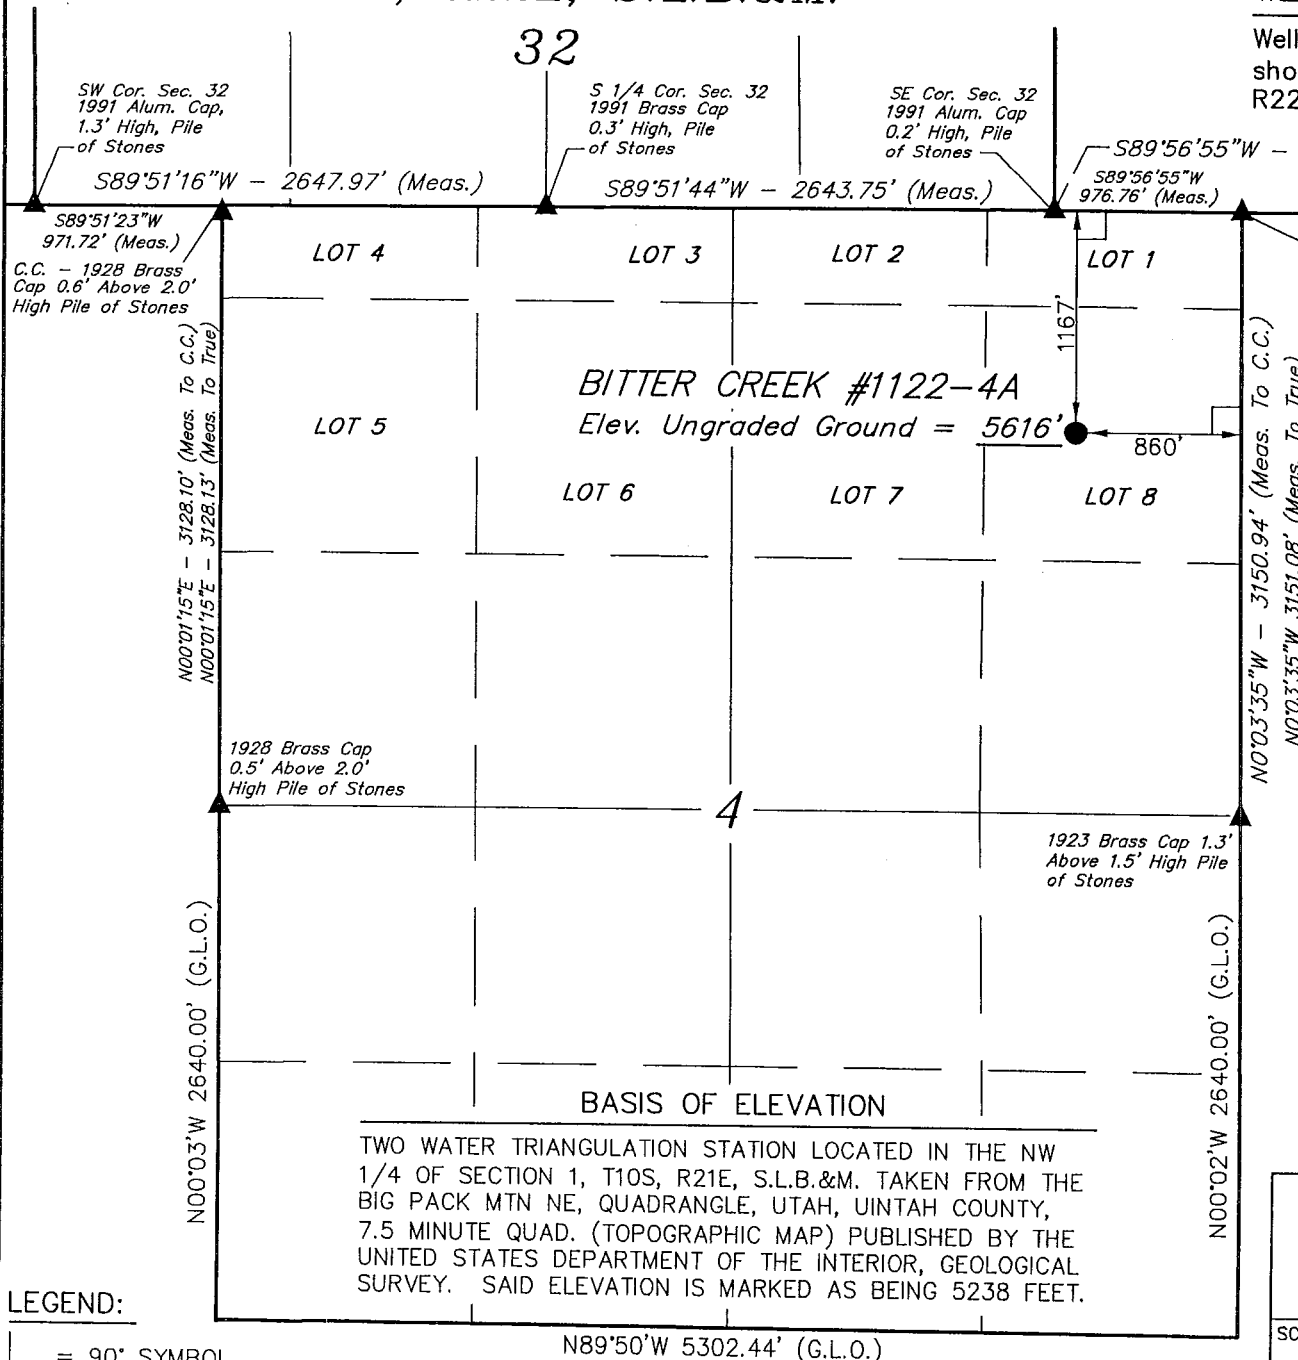 32
Well
sho
R22
SW Cor. Sec. 32
1991 Alum. Cap,
1.3' High, Pile
of Stones
S 1/4 Cor. Sec. 32
1991 Brass Cap
0.3' High, Pile
of Stones
SE Cor. Sec. 32
1991 Alum. Cap
0.2' High, Pile
of Stones
S89°56'55"W –
S89°51'16"W – 2647.97' (Meas.)
S89°51'44"W – 2643.75' (Meas.)
S89°56'55"W
976.76' (Meas.)
S89°51'23"W
971.72' (Meas.)
C.C. – 1928 Brass
Cap 0.6' Above 2.0'
High Pile of Stones
LOT 4
LOT 3
LOT 2
LOT 1
1167'
N00°01'15"E – 3128.10' (Meas. To C.C.)
N00°01'15"E – 3128.13' (Meas. To True)
BITTER CREEK #1122–4A
Elev. Ungraded Ground = 5616'
860'
LOT 5
LOT 6
LOT 7
LOT 8
N0°03'35"W – 3150.94' (Meas. To C.C.)
N0°03'35"W 3151.08' (Meas. To True)
1928 Brass Cap
0.5' Above 2.0'
High Pile of Stones
4
1923 Brass Cap 1.3'
Above 1.5' High Pile
of Stones
N00°03'W 2640.00' (G.L.O.)
N00°02'W 2640.00' (G.L.O.)
BASIS OF ELEVATION
TWO WATER TRIANGULATION STATION LOCATED IN THE NW
1/4 OF SECTION 1, T10S, R21E, S.L.B.&M. TAKEN FROM THE
BIG PACK MTN NE, QUADRANGLE, UTAH, UINTAH COUNTY,
7.5 MINUTE QUAD. (TOPOGRAPHIC MAP) PUBLISHED BY THE
UNITED STATES DEPARTMENT OF THE INTERIOR, GEOLOGICAL
SURVEY. SAID ELEVATION IS MARKED AS BEING 5238 FEET.
LEGEND:
= 90° SYMBOL
N89°50'W 5302.44' (G.L.O.)
SC